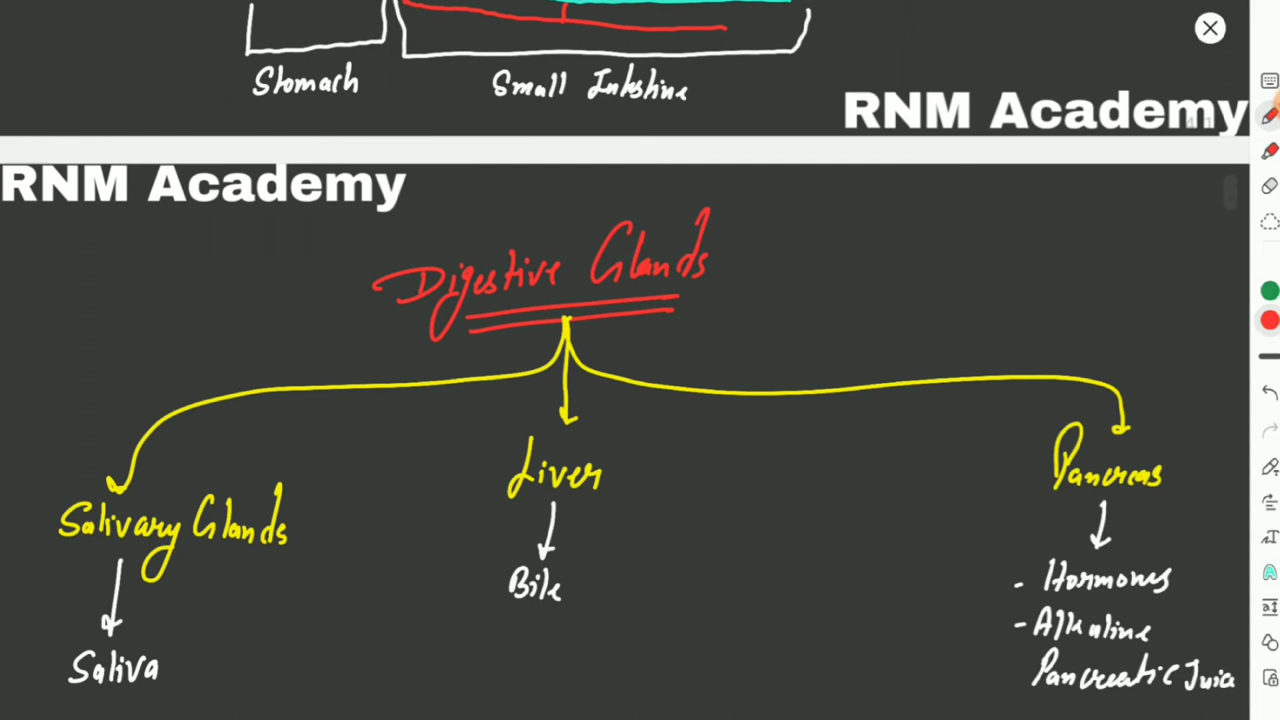 Stomach
Small Intestine
RNM Academy
RNM Academy
Digestive Glands
Salivary Glands
Liver
Pancreas
Saliva
Bile
- Hormones
- Alkaline
Pancreatic Juice